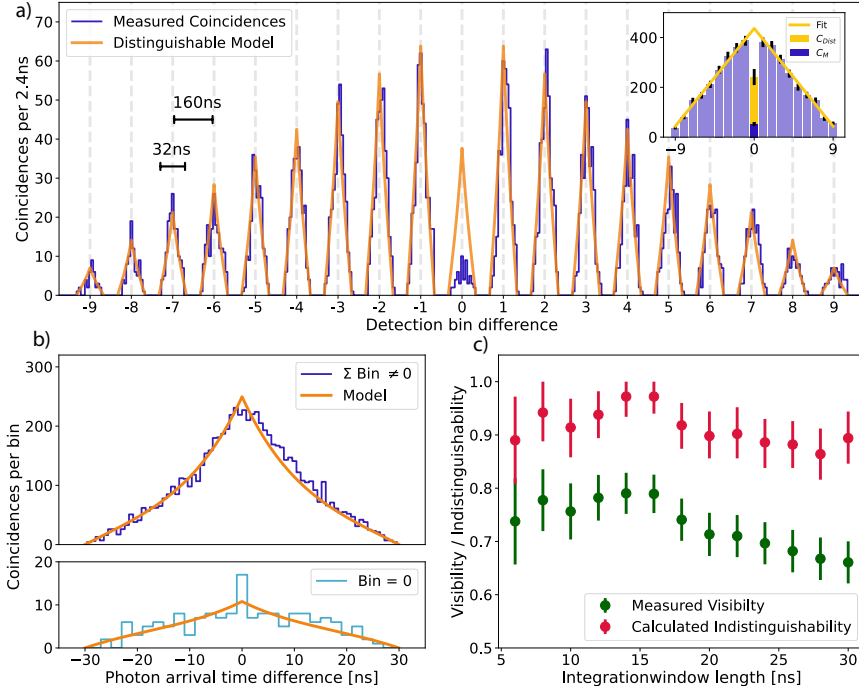 a)
Measured Coincidences
Distinguishable Model
160ns
32ns
Coincidences per 2.4ns
70
60
50
40
30
20
10
0
-9 -8 -7 -6 -5 -4 -3 -2 -1 0 1 2 3 4 5 6 7 8 9
Detection bin difference
Fit
C_Dist
C_M
400
200
0
−9 0 9
b)
Σ Bin ≠0
Model
300
200
100
0
Coincidences per bin
Bin = 0
20
10
0
−30 −20 −10 0 10 20 30
Photon arrival time difference [ns]
c)
Visibility / Indistinguishability
1.0
0.9
0.8
0.7
0.6
0.5
Measured Visibilty
Calculated Indistinguishability
5 10 15 20 25 30
Integrationwindow length [ns]